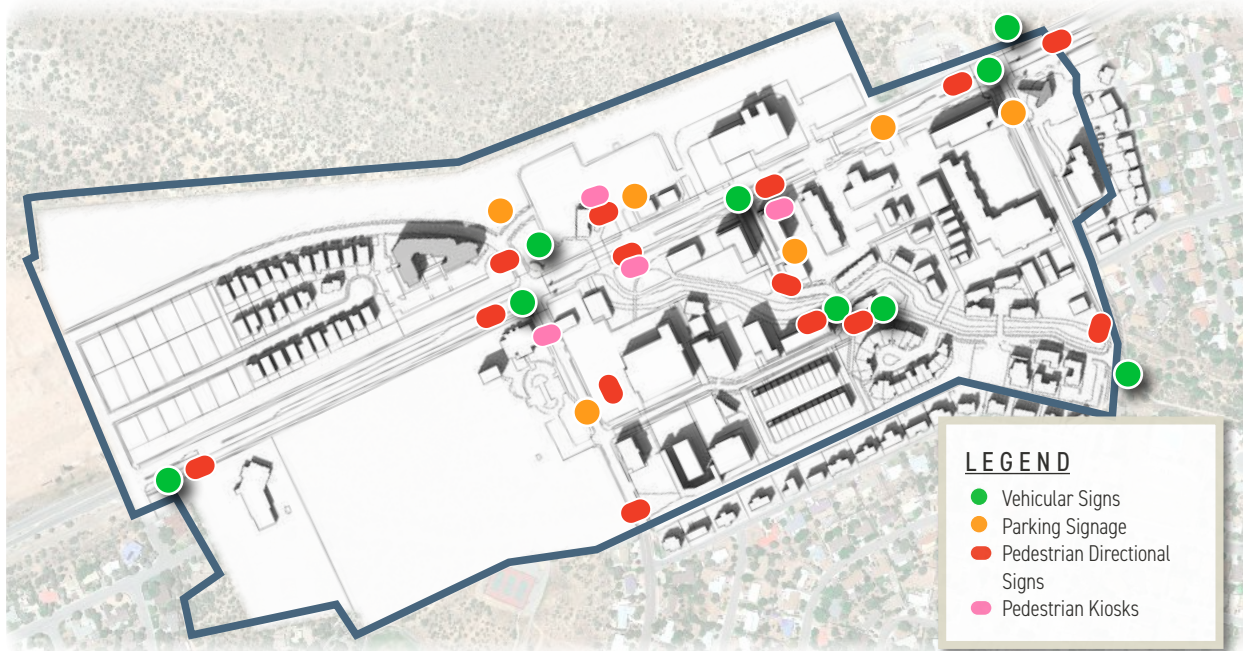 LEGEND
Vehicular Signs
Parking Signage
Pedestrian Directional
Signs
Pedestrian Kiosks